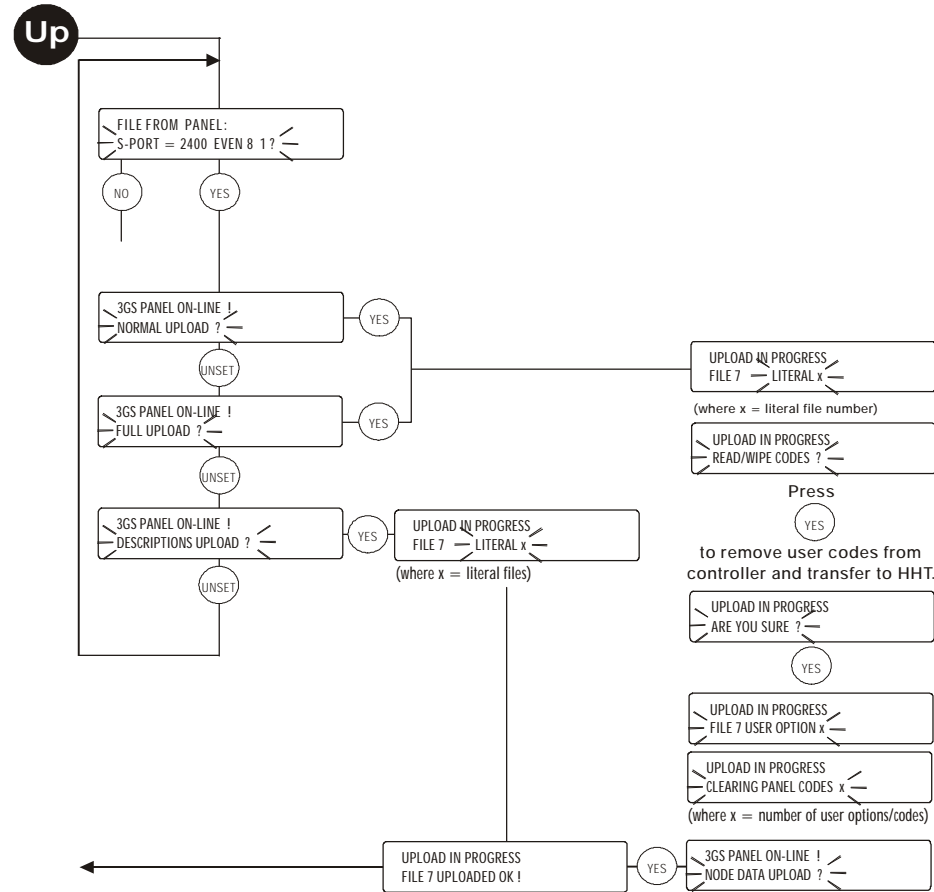 Up
FILE FROM PANEL:
S-PORT = 2400 EVEN 8 1 ?
NO
YES
3GS PANEL ON-LINE !
NORMAL UPLOAD ?
YES
UNSET
3GS PANEL ON-LINE !
FULL UPLOAD ?
YES
UNSET
3GS PANEL ON-LINE !
DESCRIPTIONS UPLOAD ?
YES
UPLOAD IN PROGRESS
FILE 7 LITERAL x
(where x = literal files)
UNSET
UPLOAD IN PROGRESS
FILE 7 LITERAL x
(where x = literal file number)
UPLOAD IN PROGRESS
READ/WIPE CODES ?
Press
YES
to remove user codes from
controller and transfer to HHT.
UPLOAD IN PROGRESS
ARE YOU SURE ?
YES
UPLOAD IN PROGRESS
FILE 7 USER OPTION x
UPLOAD IN PROGRESS
CLEARING PANEL CODES x
(where x = number of user options/codes)
UPLOAD IN PROGRESS
FILE 7 UPLOADED OK !
YES
3GS PANEL ON-LINE !
NODE DATA UPLOAD ?